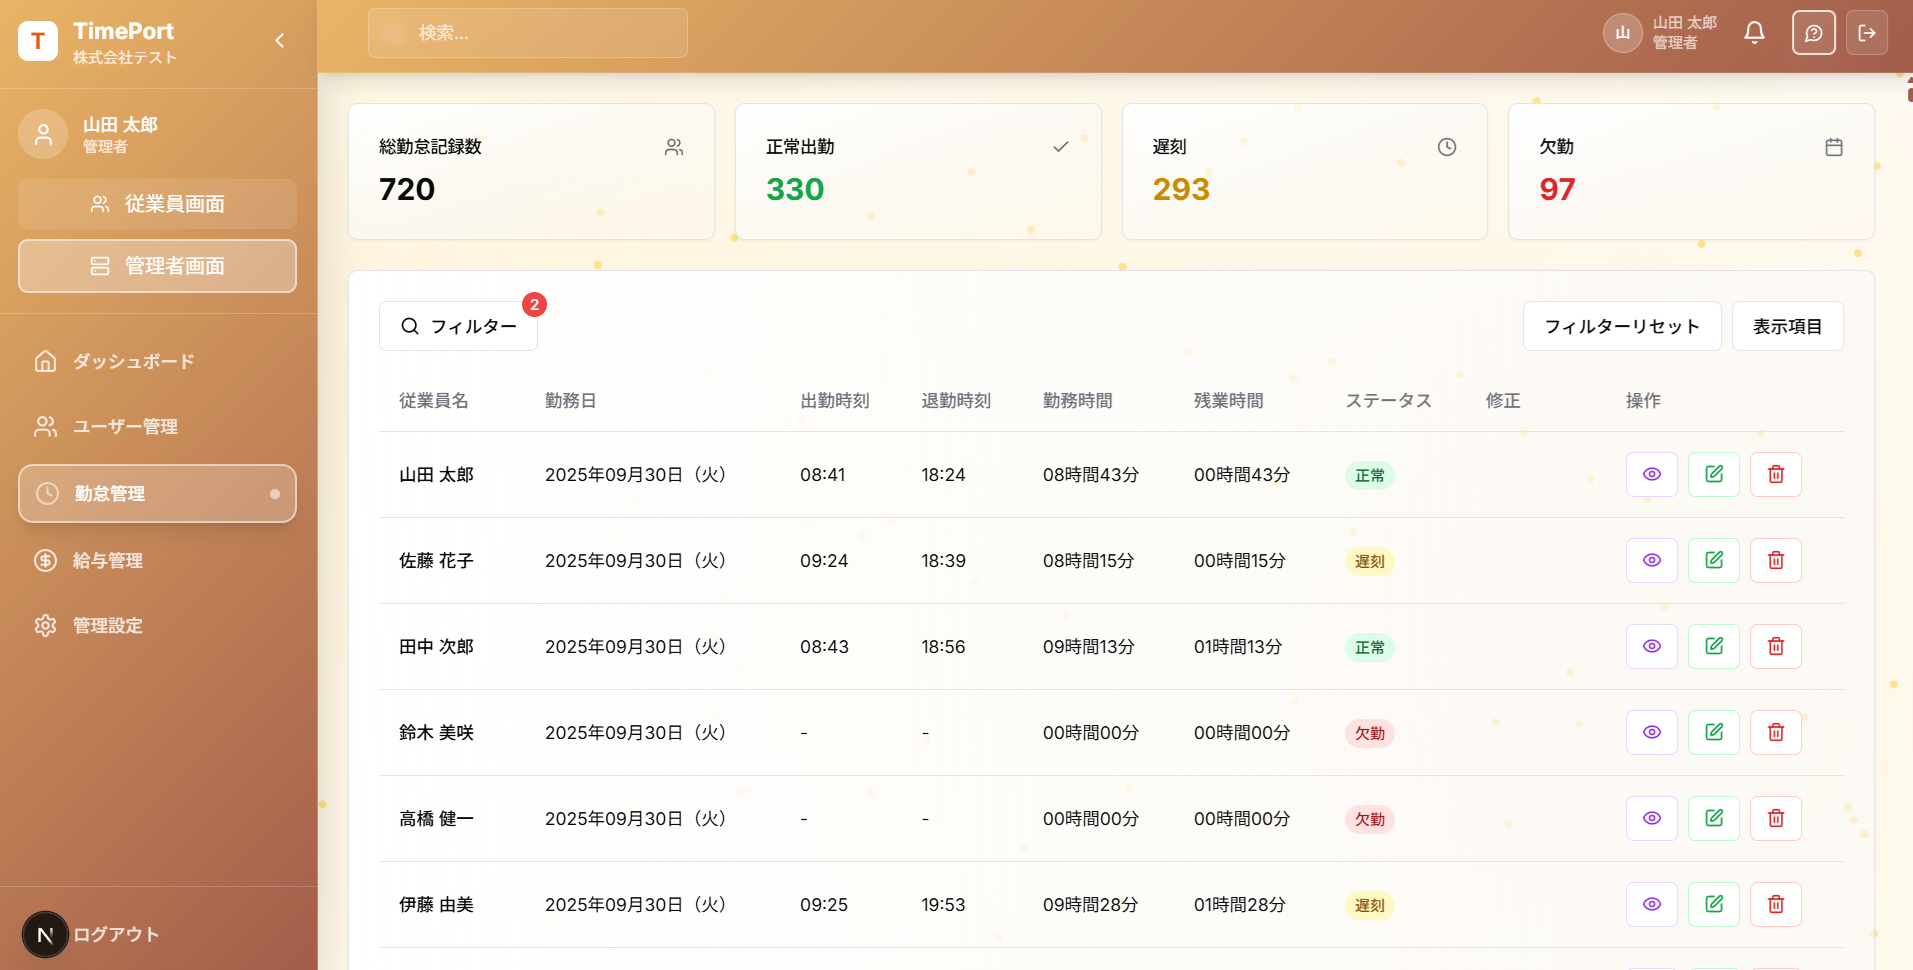 T
TimePort
株式会社テスト
山田 太郎
管理者
従業員画面
管理者画面
ダッシュボード
ユーザー管理
勤怠管理
給与管理
管理設定
N
ログアウト
検索...
山
山田 太郎
管理者
総勤怠記録数
720
正常出勤
330
遅刻
293
欠勤
97
フィルター
2
フィルターリセット
表示項目
従業員名 勤務日 出勤時刻 退勤時刻 勤務時間 残業時間 ステータス 修正 操作
山田 太郎 2025年09月30日（火） 08:41 18:24 08時間43分 00時間43分 正常
佐藤 花子 2025年09月30日（火） 09:24 18:39 08時間15分 00時間15分 遅刻
田中 次郎 2025年09月30日（火） 08:43 18:56 09時間13分 01時間13分 正常
鈴木 美咲 2025年09月30日（火） - - 00時間00分 00時間00分 欠勤
高橋 健一 2025年09月30日（火） - - 00時間00分 00時間00分 欠勤
伊藤 由美 2025年09月30日（火） 09:25 19:53 09時間28分 01時間28分 遅刻